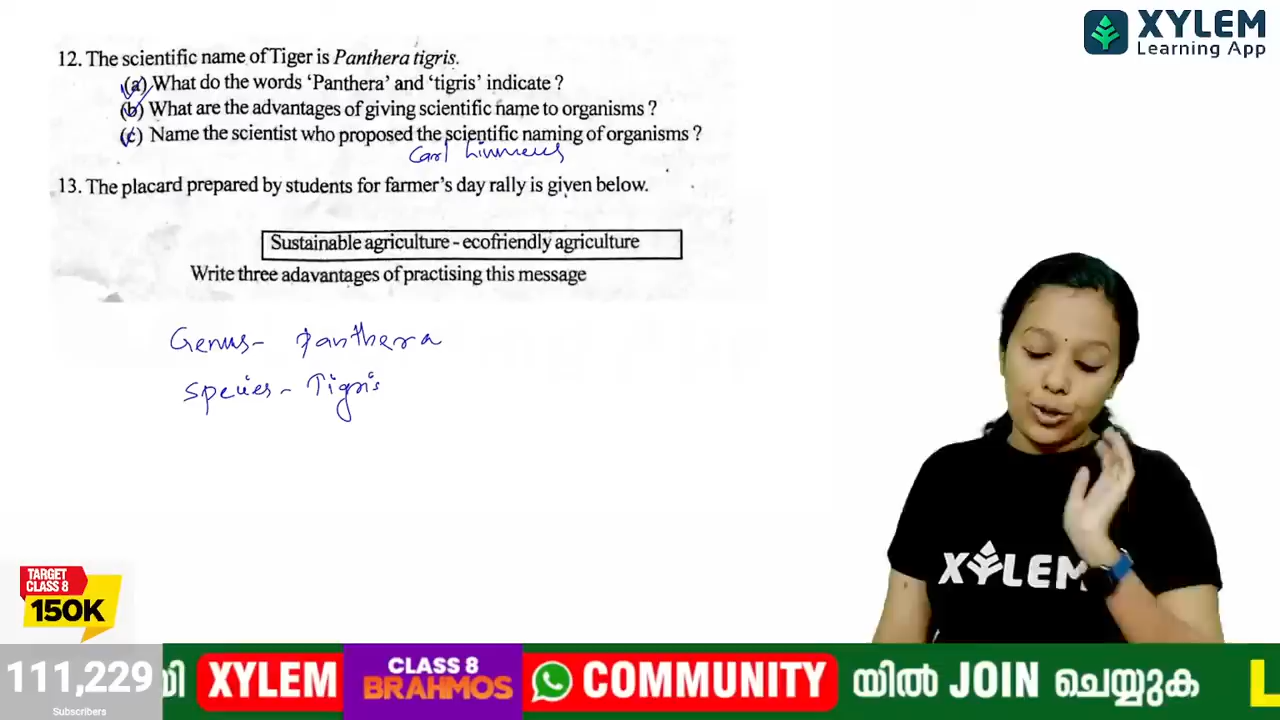 XYLEM
Learning App
12. The scientific name of Tiger is Panthera tigris.
(a) What do the words 'Panthera' and 'tigris' indicate ?
(b) What are the advantages of giving scientific name to organisms ?
(c) Name the scientist who proposed the scientific naming of organisms ?
Carl Linnaeus
13. The placard prepared by students for farmer's day rally is given below.
Sustainable agriculture - ecofriendly agriculture
Write three adavantages of practising this message
Genus- Panthera
Species - Tigris
XYLEM
TARGET
CLASS 8
150K
111,229
Subscribers
യി XYLEM CLASS 8 BRAHMOS COMMUNITY യിൽ JOIN ചെയ്യുക L